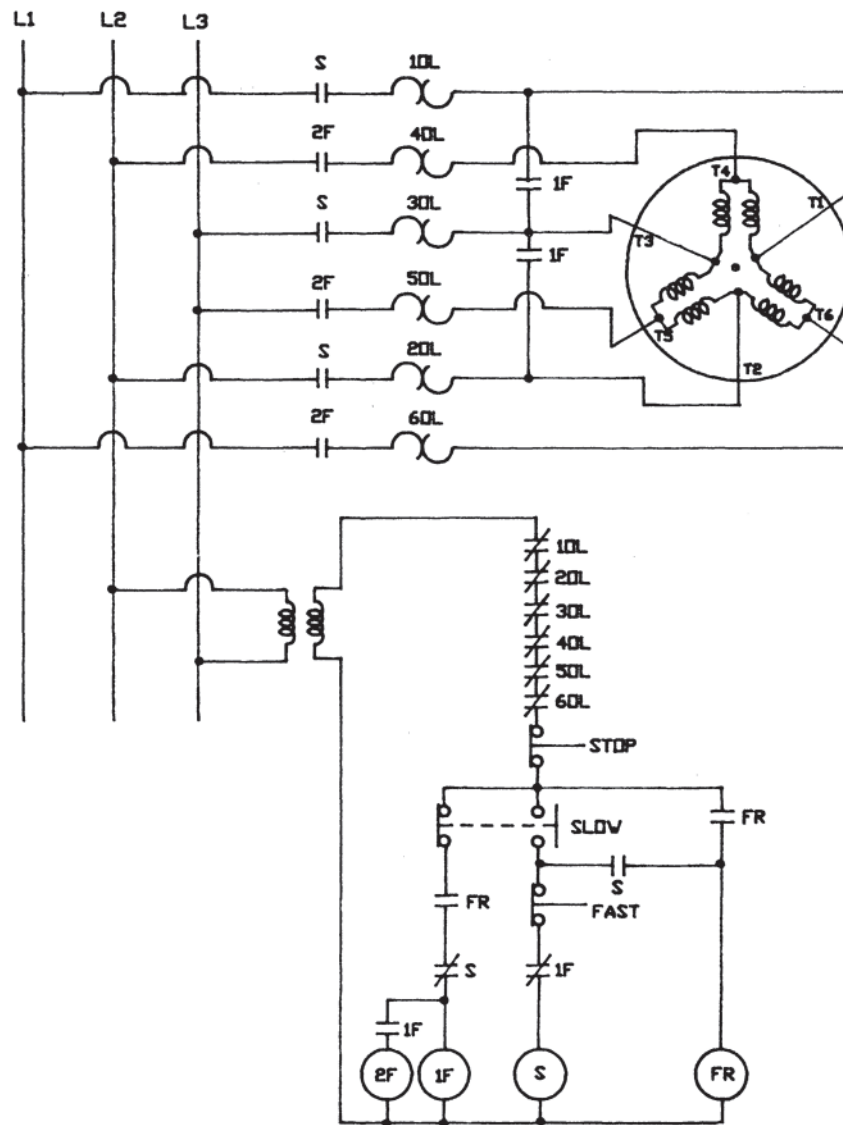 L1 L2 L3
S 1OL
2F 4OL
1F
T4
T1
S 3OL
T3
1F
2F 5OL
T5
T6
S 2OL
T2
2F 6OL
1OL
2OL
3OL
4OL
5OL
6OL
STOP
SLOW
FR
S
FR
FAST
S
1F
1F
2F 1F S FR